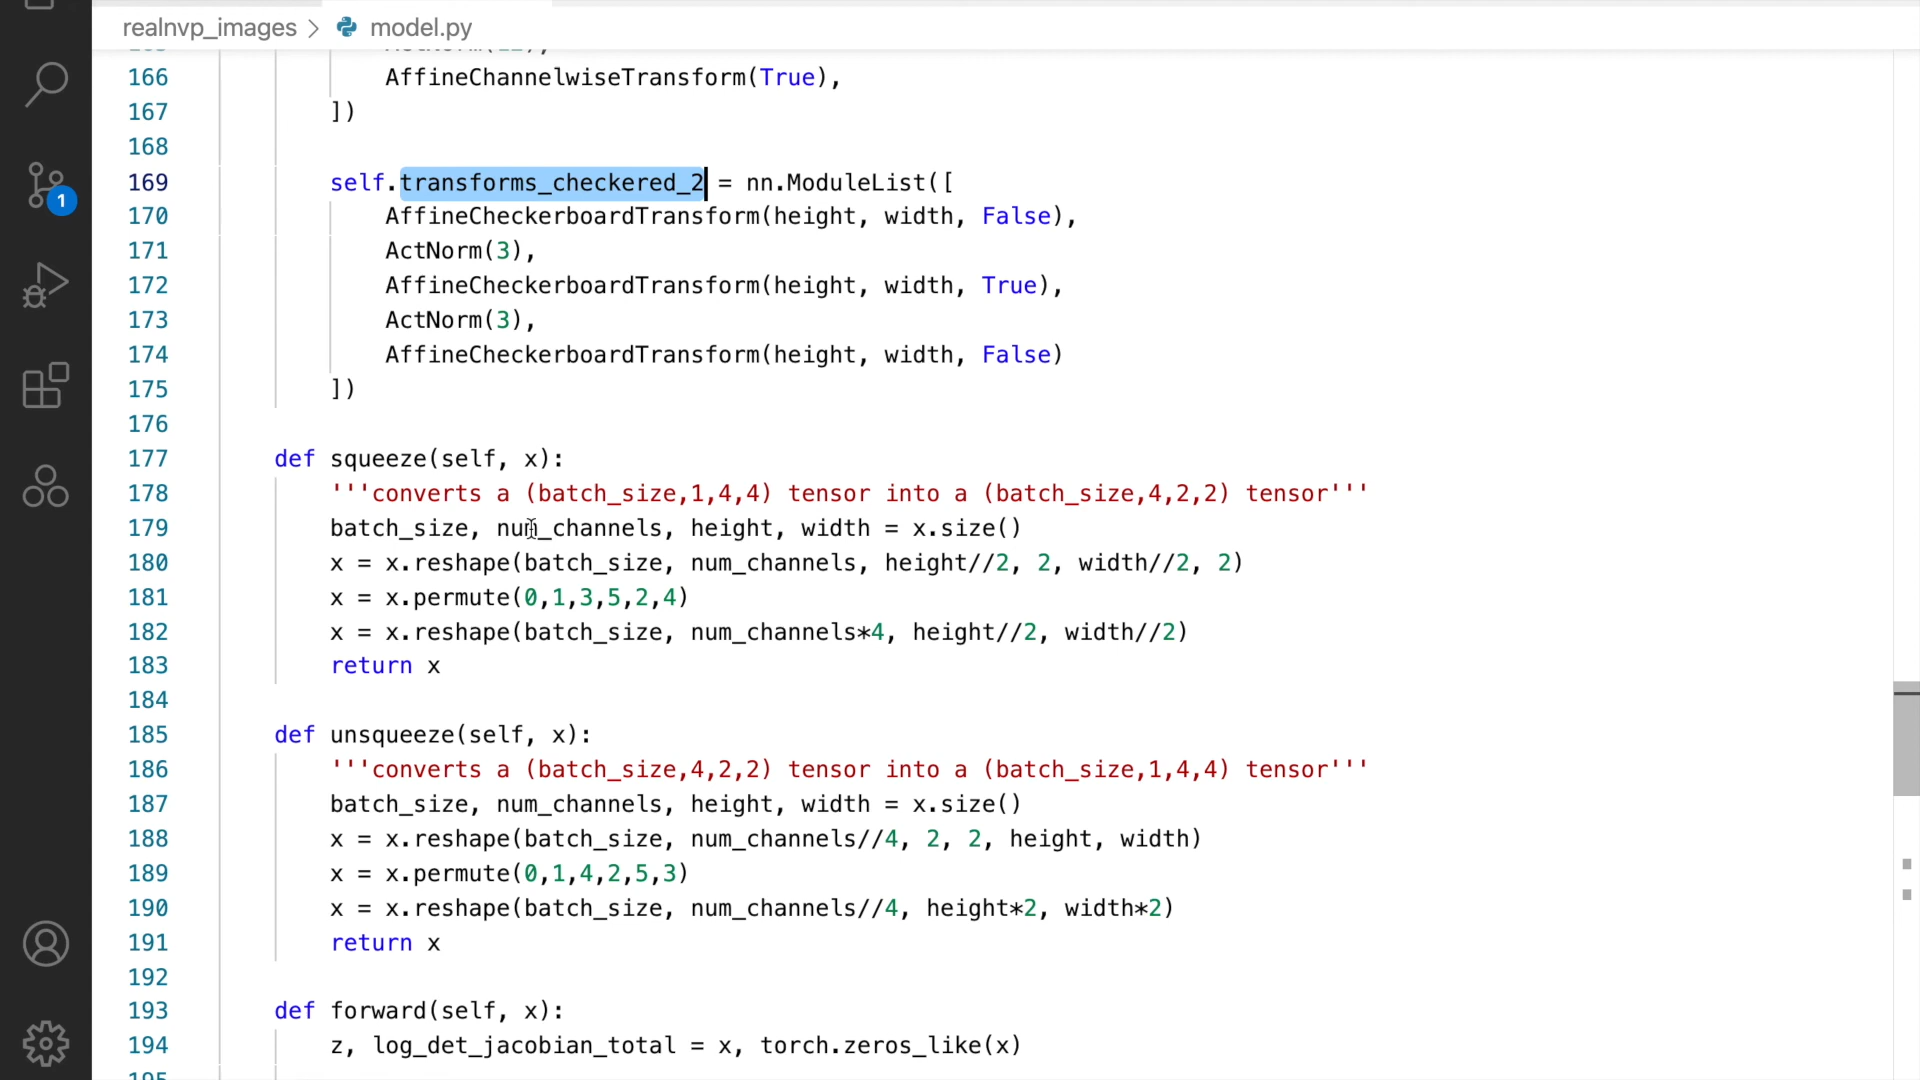 realnvp_images > model.py
166 AffineChannelwiseTransform(True),
167 ])
168
169 self.transforms_checkered_2 = nn.ModuleList([
170 AffineCheckerboardTransform(height, width, False),
171 ActNorm(3),
172 AffineCheckerboardTransform(height, width, True),
173 ActNorm(3),
174 AffineCheckerboardTransform(height, width, False)
175 ])
176
177 def squeeze(self, x):
178 '''converts a (batch_size,1,4,4) tensor into a (batch_size,4,2,2) tensor'''
179 batch_size, num_channels, height, width = x.size()
180 x = x.reshape(batch_size, num_channels, height//2, 2, width//2, 2)
181 x = x.permute(0,1,3,5,2,4)
182 x = x.reshape(batch_size, num_channels*4, height//2, width//2)
183 return x
184
185 def unsqueeze(self, x):
186 '''converts a (batch_size,4,2,2) tensor into a (batch_size,1,4,4) tensor'''
187 batch_size, num_channels, height, width = x.size()
188 x = x.reshape(batch_size, num_channels//4, 2, 2, height, width)
189 x = x.permute(0,1,4,2,5,3)
190 x = x.reshape(batch_size, num_channels//4, height*2, width*2)
191 return x
192
193 def forward(self, x):
194 z, log_det_jacobian_total = x, torch.zeros_like(x)
1